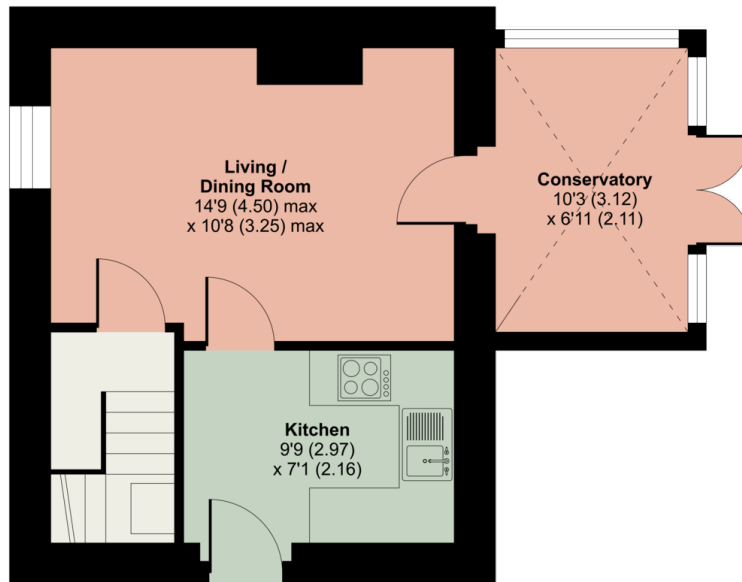 Living /
Dining Room
14'9 (4.50) max
x 10'8 (3.25) max
Conservatory
10'3 (3.12)
x 6'11 (2.11)
Kitchen
9'9 (2.97)
x 7'1 (2.16)